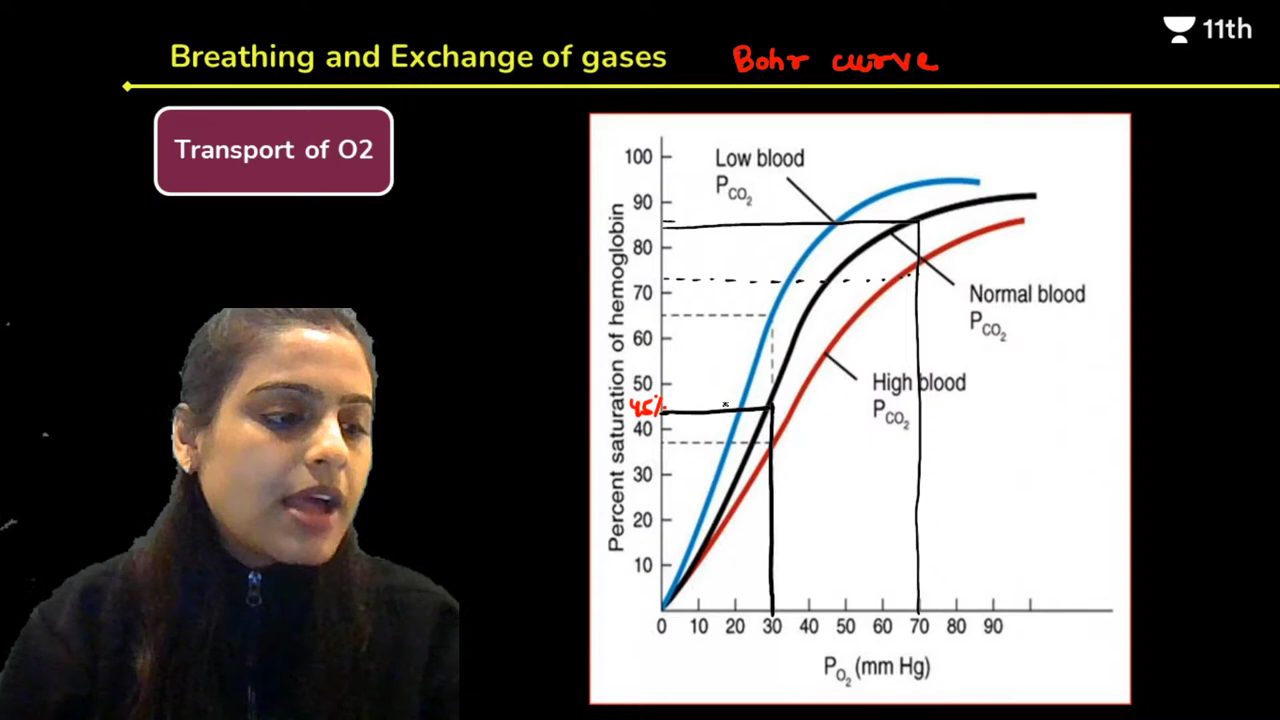 11th
Breathing and Exchange of gases
Bohr curve
Transport of O2
Percent saturation of hemoglobin
100
90
80
70
60
50
45%
40
30
20
10
Low blood
PCO2
Normal blood
PCO2
High blood
PCO2
0 10 20 30 40 50 60 70 80 90
PO2 (mm Hg)